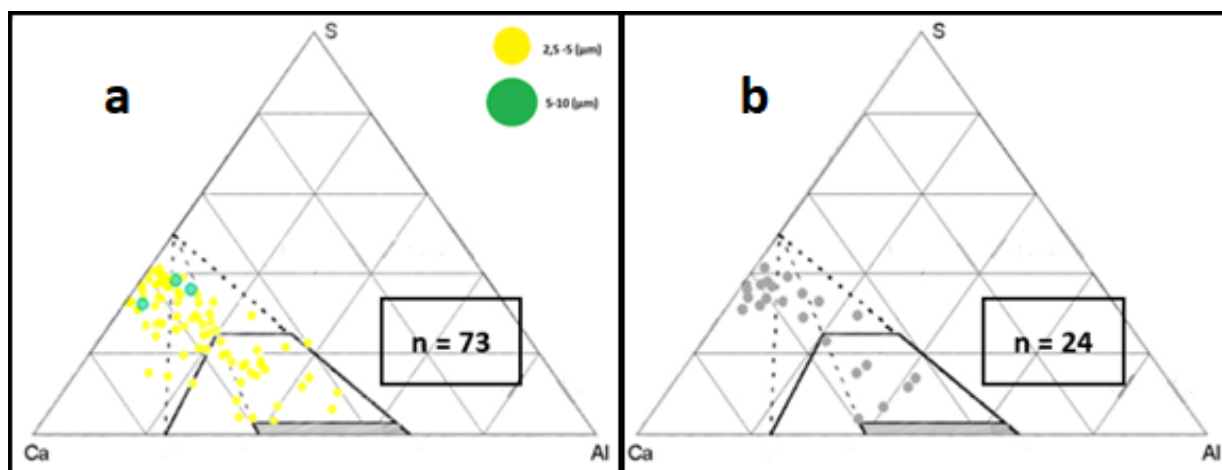 S
2,5 -5 (µm)
a
5-10 (µm)
n = 73
Ca
Al
S
b
n = 24
Ca
Al